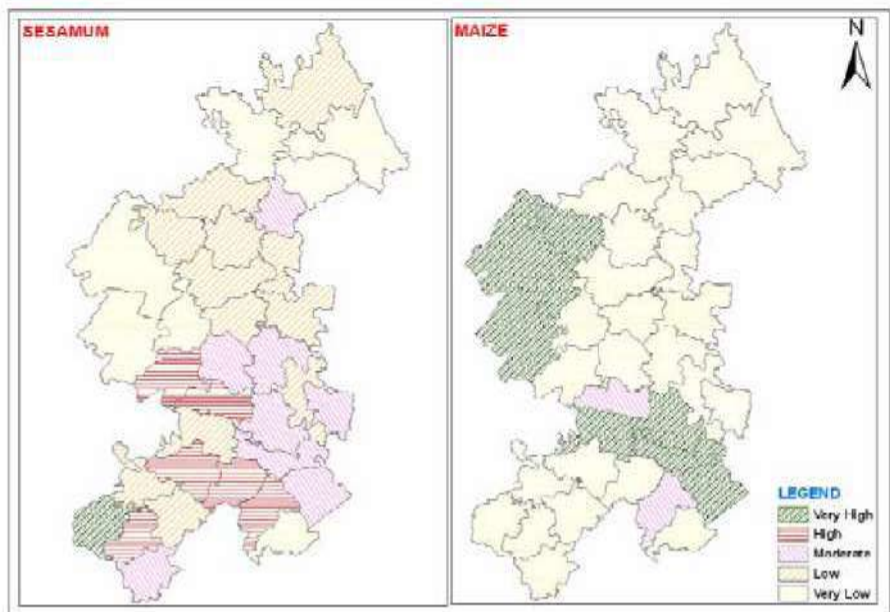 SESAMUM
MAIZE
N
LEGEND
Very High
High
Moderate
Low
Very Low